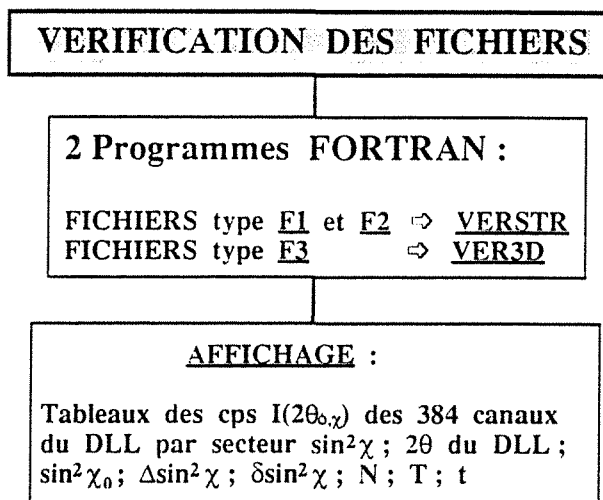 VERIFICATION DES FICHIERS
2 Programmes FORTRAN :
FICHIERS type F1 et F2 ⇨ VERSTR
FICHIERS type F3 ⇨ VER3D
AFFICHAGE :
Tableaux des cps I(2θ₀,χ) des 384 canaux
du DLL par secteur sin²χ ; 2θ du DLL ;
sin²χ₀ ; Δsin²χ ; δsin²χ ; N ; T ; t